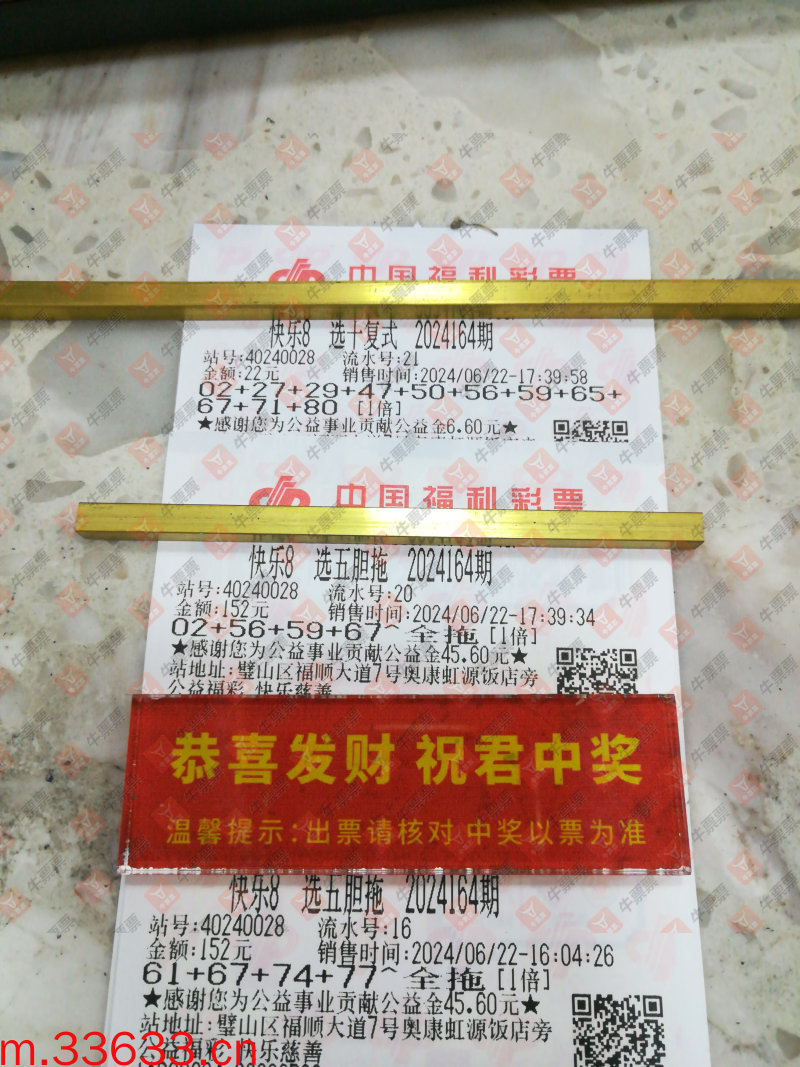 中国福利彩票
快乐8 选十复式 2024164期
站号:40240028 流水号:21
金额:22元 销售时间:2024/06/22-17:39:58
02+27+29+47+50+56+59+65+
67+71+80 [1倍]
★感谢您为公益事业贡献公益金6.60元★
中国福利彩票
快乐8 选五胆拖 2024164期
站号:40240028 流水号:20
金额:152元 销售时间:2024/06/22-17:39:34
02+56+59+67^ 全拖 [1倍]
★感谢您为公益事业贡献公益金45.60元★
站地址:璧山区福顺大道7号奥康虹源饭店旁
公益福彩 快乐慈善
恭喜发财 祝君中奖
温馨提示:出票请核对 中奖以票为准
快乐8 选五胆拖 2024164期
站号:40240028 流水号:16
金额:152元 销售时间:2024/06/22-16:04:26
61+67+74+77^ 全拖 [1倍]
★感谢您为公益事业贡献公益金45.60元★
站地址:璧山区福顺大道7号奥康虹源饭店旁
公益福彩 快乐慈善
m.33633.cn
牛票票